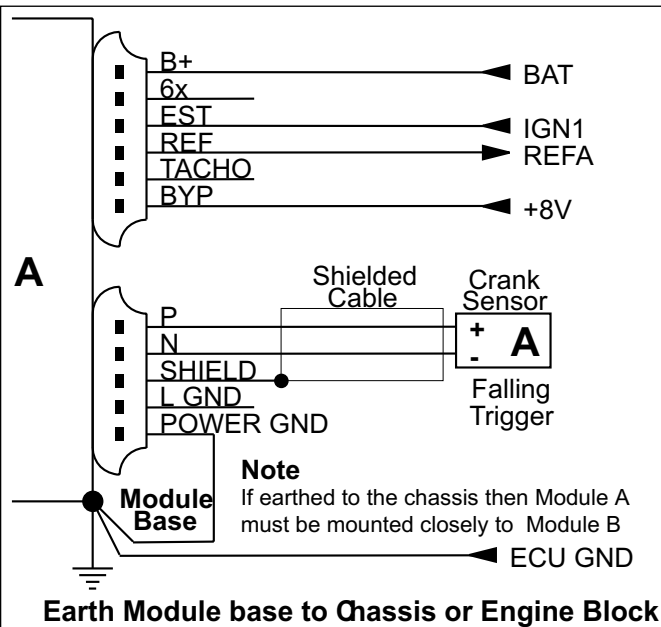 B+
BAT
6x
EST
IGN1
REF
REFA
TACHO
BYP
+8V
A
Shielded
Cable
Crank
Sensor
P
+
A
N
-
SHIELD
L GND
POWER GND
Falling
Trigger
Note
If earthed to the chassis then Module A
must be mounted closely to Module B
Module
Base
ECU GND
Earth Module base to Chassis or Engine Block